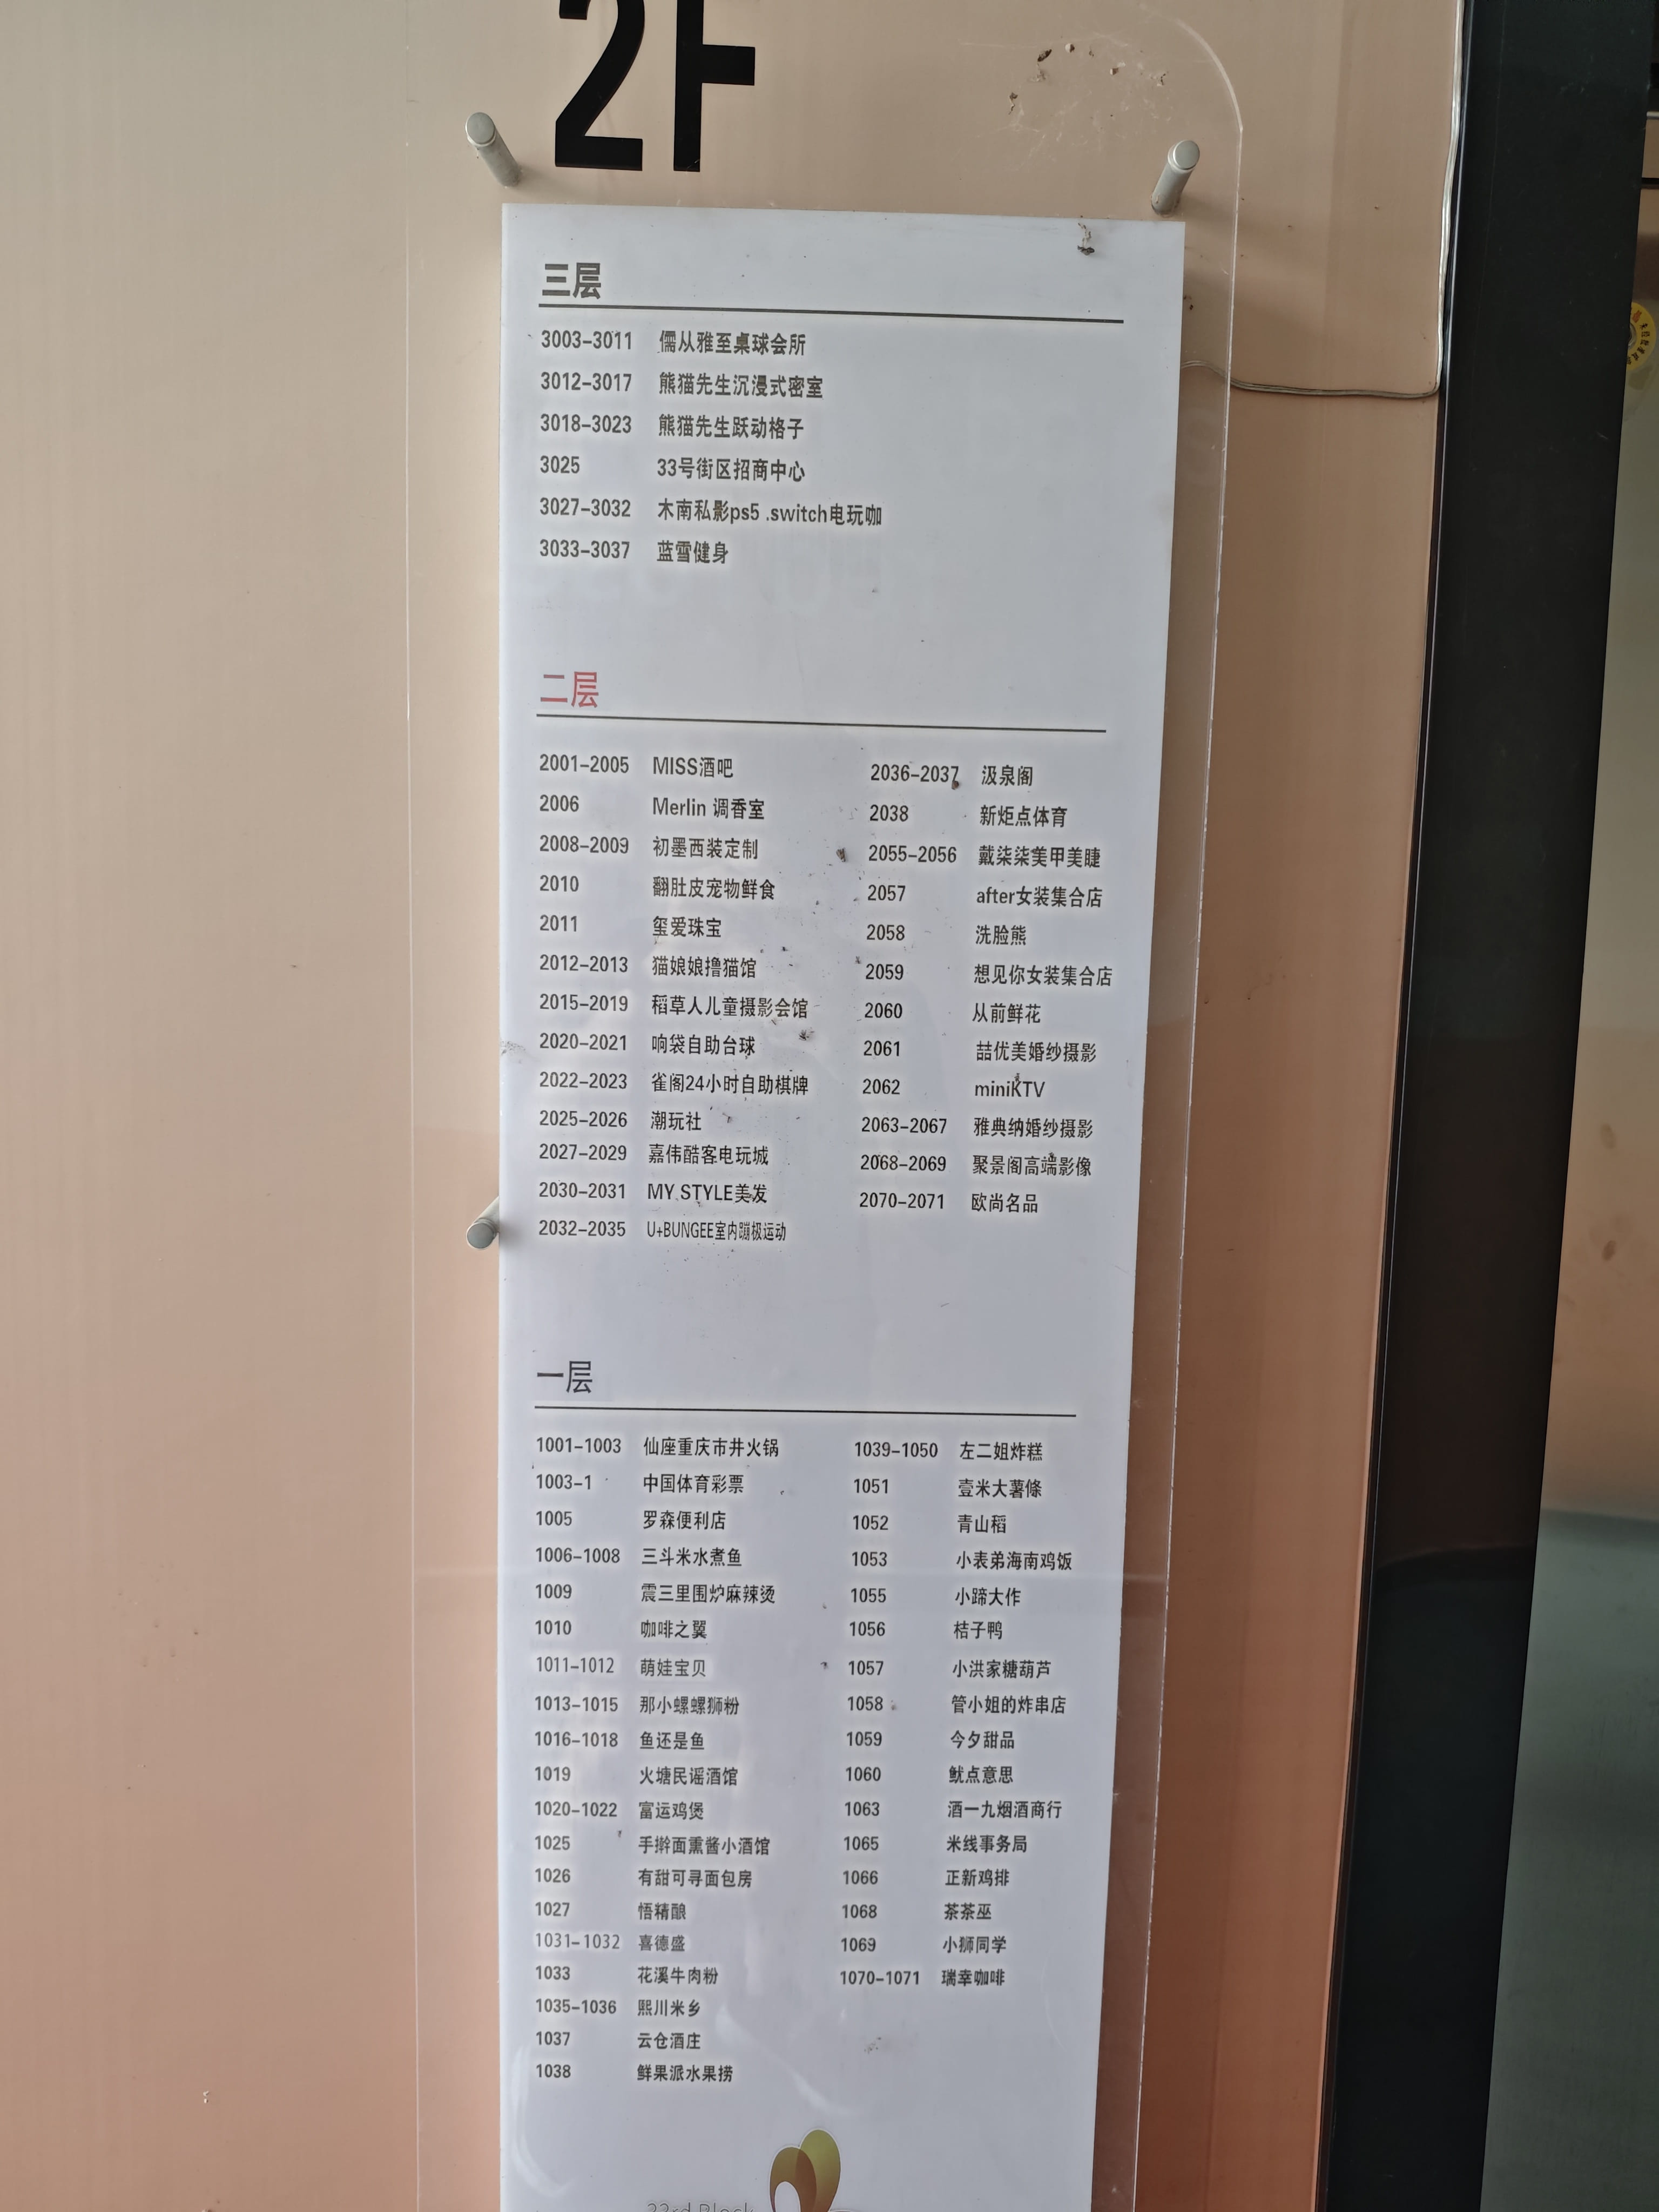 2F
三层
3003-3011 儒从雅至桌球会所
3012-3017 熊猫先生沉浸式密室
3018-3023 熊猫先生跃动格子
3025 33号街区招商中心
3027-3032 木南私影ps5 .switch电玩咖
3033-3037 蓝雪健身
二层
2001-2005 MISS酒吧
2006 Merlin 调香室
2008-2009 初墨西装定制
2010 翻肚皮宠物鲜食
2011 玺爱珠宝
2012-2013 猫娘娘撸猫馆
2015-2019 稻草人儿童摄影会馆
2020-2021 响袋自助台球
2022-2023 雀阁24小时自助棋牌
2025-2026 潮玩社
2027-2029 嘉伟酷客电玩城
2030-2031 MY STYLE美发
2032-2035 U+BUNGEE室内蹦极运动
2036-2037 汲泉阁
2038 新炬点体育
2055-2056 戴柒柒美甲美睫
2057 after女装集合店
2058 洗脸熊
2059 想见你女装集合店
2060 从前鲜花
2061 喆优美婚纱摄影
2062 miniKTV
2063-2067 雅典纳婚纱摄影
2068-2069 聚景阁高端影像
2070-2071 欧尚名品
一层
1001-1003 仙座重庆市井火锅
1003-1 中国体育彩票
1005 罗森便利店
1006-1008 三斗米水煮鱼
1009 震三里围炉麻辣烫
1010 咖啡之翼
1011-1012 萌娃宝贝
1013-1015 那小螺螺狮粉
1016-1018 鱼还是鱼
1019 火塘民谣酒馆
1020-1022 富运鸡煲
1025 手擀面熏酱小酒馆
1026 有甜可寻面包房
1027 悟精酿
1031-1032 喜德盛
1033 花溪牛肉粉
1035-1036 熙川米乡
1037 云仓酒庄
1038 鲜果派水果捞
1039-1050 左二姐炸糕
1051 壹米大薯條
1052 青山稻
1053 小表弟海南鸡饭
1055 小蹄大作
1056 桔子鸭
1057 小洪家糖葫芦
1058 管小姐的炸串店
1059 今夕甜品
1060 鱿点意思
1063 酒一九烟酒商行
1065 米线事务局
1066 正新鸡排
1068 茶茶巫
1069 小狮同学
1070-1071 瑞幸咖啡